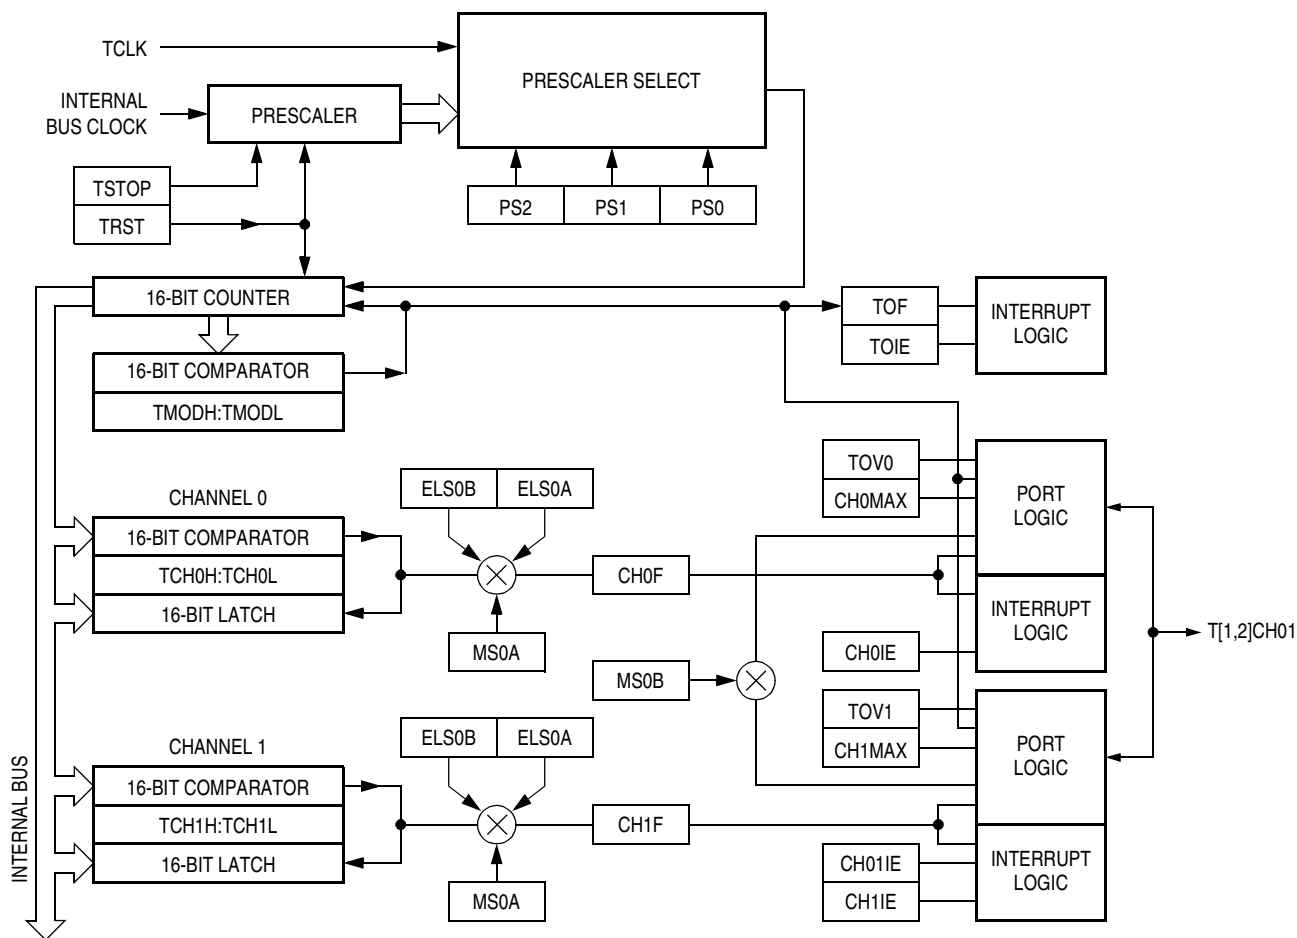 TCLK
PRESCALER SELECT
INTERNAL
BUS CLOCK
PRESCALER
TSTOP
TRST
PS2
PS1
PS0
16-BIT COUNTER
16-BIT COMPARATOR
TMODH:TMODL
TOF
TOIE
INTERRUPT
LOGIC
CHANNEL 0
16-BIT COMPARATOR
TCH0H:TCH0L
16-BIT LATCH
ELS0B
ELS0A
MS0A
CH0F
TOV0
CH0MAX
PORT
LOGIC
INTERRUPT
LOGIC
CH0IE
MS0B
T[1,2]CH01
CHANNEL 1
16-BIT COMPARATOR
TCH1H:TCH1L
16-BIT LATCH
ELS0B
ELS0A
MS0A
CH1F
TOV1
CH1MAX
PORT
LOGIC
CH01IE
CH1IE
INTERRUPT
LOGIC
INTERNAL BUS